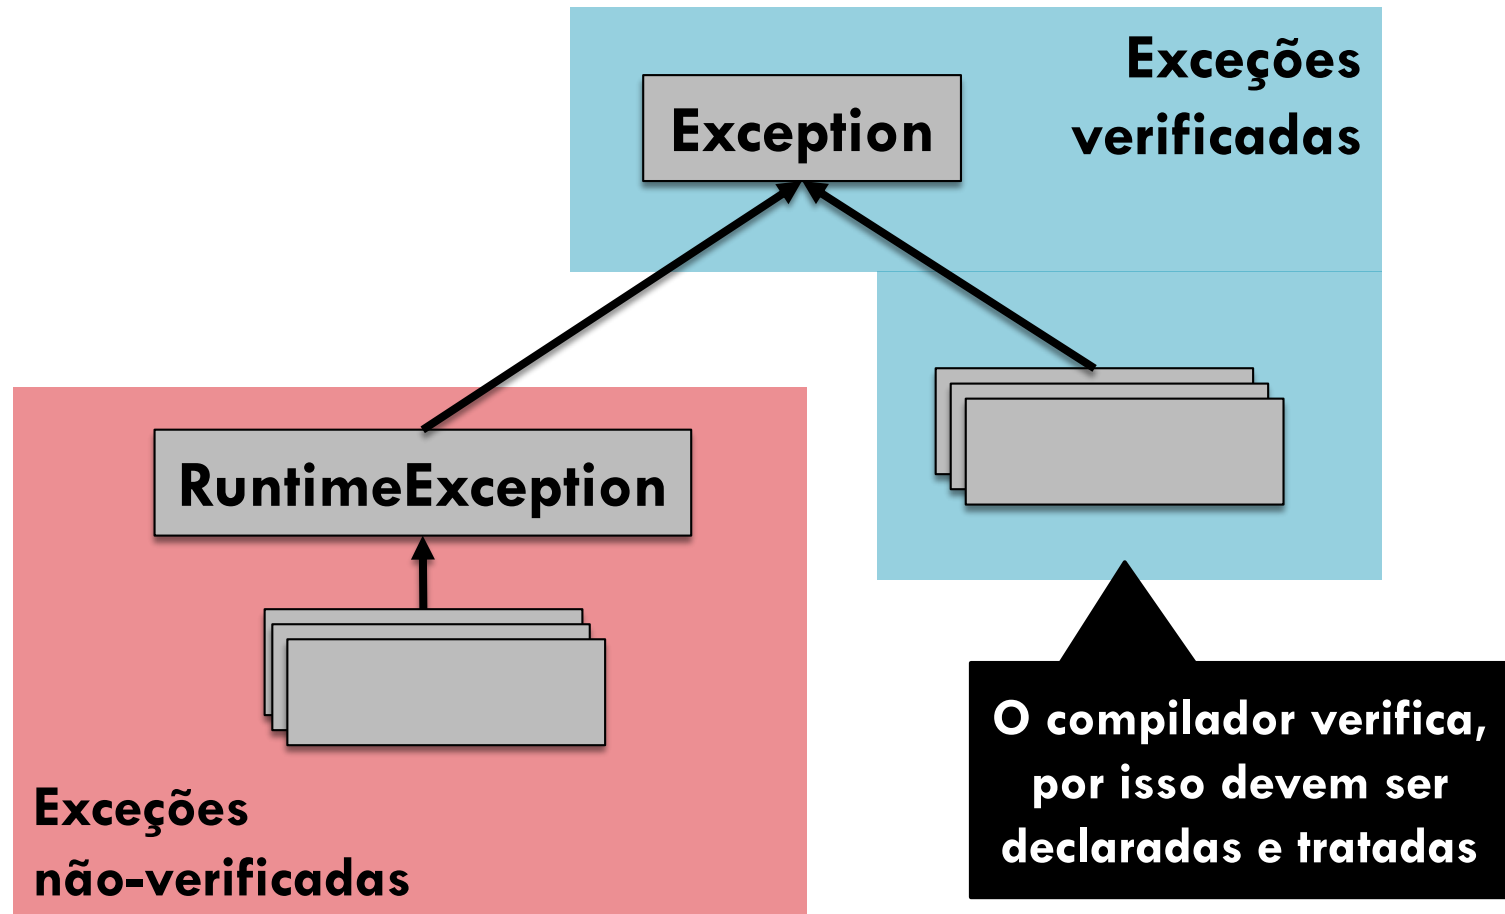 Exceções
verificadas
Exception
RuntimeException
Exceções
não-verificadas
O compilador verifica,
por isso devem ser
declaradas e tratadas